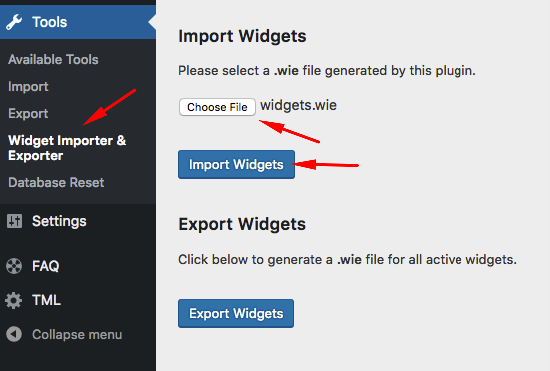 Tools
Available Tools
Import
Export
Widget Importer &
Exporter
Database Reset
Settings
FAQ
TML
Collapse menu
Import Widgets
Please select a .wie file generated by this plugin.
Choose File widgets.wie
Import Widgets
Export Widgets
Click below to generate a .wie file for all active widgets.
Export Widgets